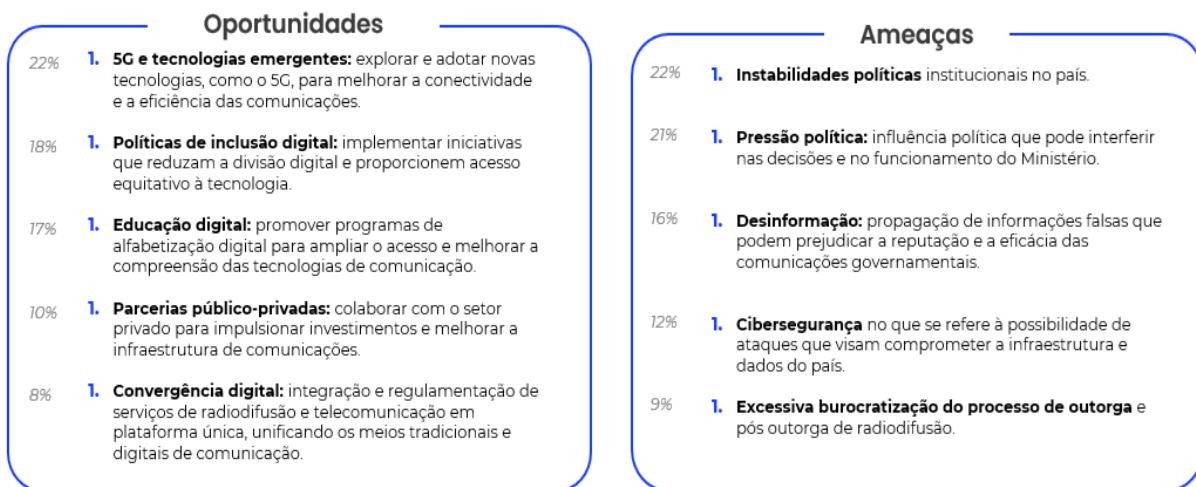 Oportunidades
22%
1. 5G e tecnologias emergentes: explorar e adotar novas
tecnologias, como o 5G, para melhorar a conectividade
e a eficiência das comunicações.
18%
1. Políticas de inclusão digital: implementar iniciativas
que reduzam a divisão digital e proporcionem acesso
equitativo à tecnologia.
17%
1. Educação digital: promover programas de
alfabetização digital para ampliar o acesso e melhorar a
compreensão das tecnologias de comunicação.
10%
1. Parcerias público-privadas: colaborar com o setor
privado para impulsionar investimentos e melhorar a
infraestrutura de comunicações.
8%
1. Convergência digital: integração e regulamentação de
serviços de radiodifusão e telecomunicação em
plataforma única, unificando os meios tradicionais e
digitais de comunicação.
Ameaças
22%
1. Instabilidades políticas institucionais no país.
21%
1. Pressão política: influência política que pode interferir
nas decisões e no funcionamento do Ministério.
16%
1. Desinformação: propagação de informações falsas que
podem prejudicar a reputação e a eficácia das
comunicações governamentais.
12%
1. Cibersegurança no que se refere à possibilidade de
ataques que visam comprometer a infraestrutura e
dados do país.
9%
1. Excessiva burocratização do processo de outorga e
pós outorga de radiodifusão.